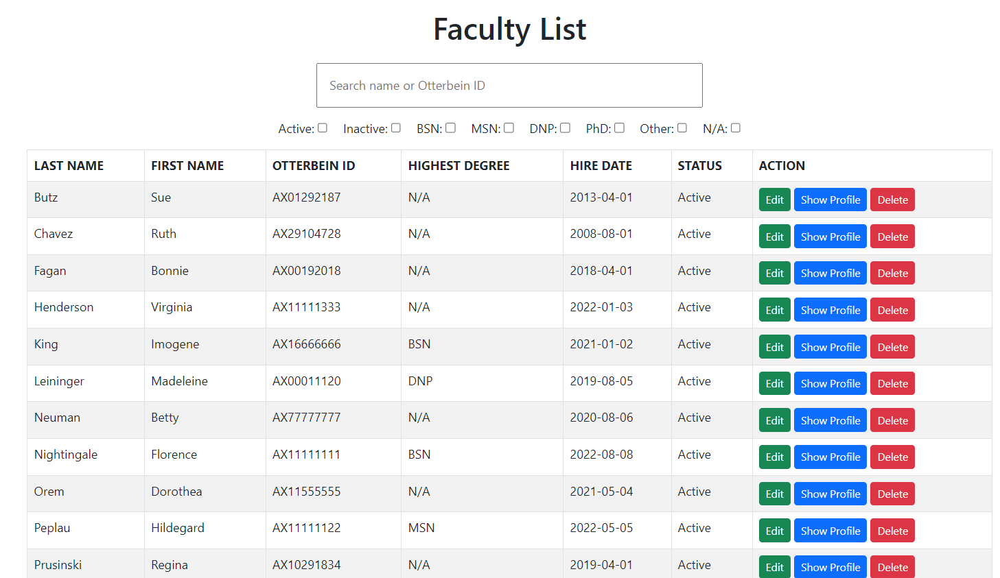 Faculty List
Search name or Otterbein ID
Active: Inactive: BSN: MSN: DNP: PhD: Other: N/A:
LAST NAME FIRST NAME OTTERBEIN ID HIGHEST DEGREE HIRE DATE STATUS ACTION
Butz Sue AX01292187 N/A 2013-04-01 Active Edit Show Profile Delete
Chavez Ruth AX29104728 N/A 2008-08-01 Active Edit Show Profile Delete
Fagan Bonnie AX00192018 N/A 2018-04-01 Active Edit Show Profile Delete
Henderson Virginia AX11111333 N/A 2022-01-03 Active Edit Show Profile Delete
King Imogene AX16666666 BSN 2021-01-02 Active Edit Show Profile Delete
Leininger Madeleine AX00011120 DNP 2019-08-05 Active Edit Show Profile Delete
Neuman Betty AX77777777 N/A 2020-08-06 Active Edit Show Profile Delete
Nightingale Florence AX11111111 BSN 2022-08-08 Active Edit Show Profile Delete
Orem Dorothea AX11555555 N/A 2021-05-04 Active Edit Show Profile Delete
Peplau Hildegard AX11111122 MSN 2022-05-05 Active Edit Show Profile Delete
Prusinski Regina AX10291834 N/A 2019-04-01 Active Edit Show Profile Delete